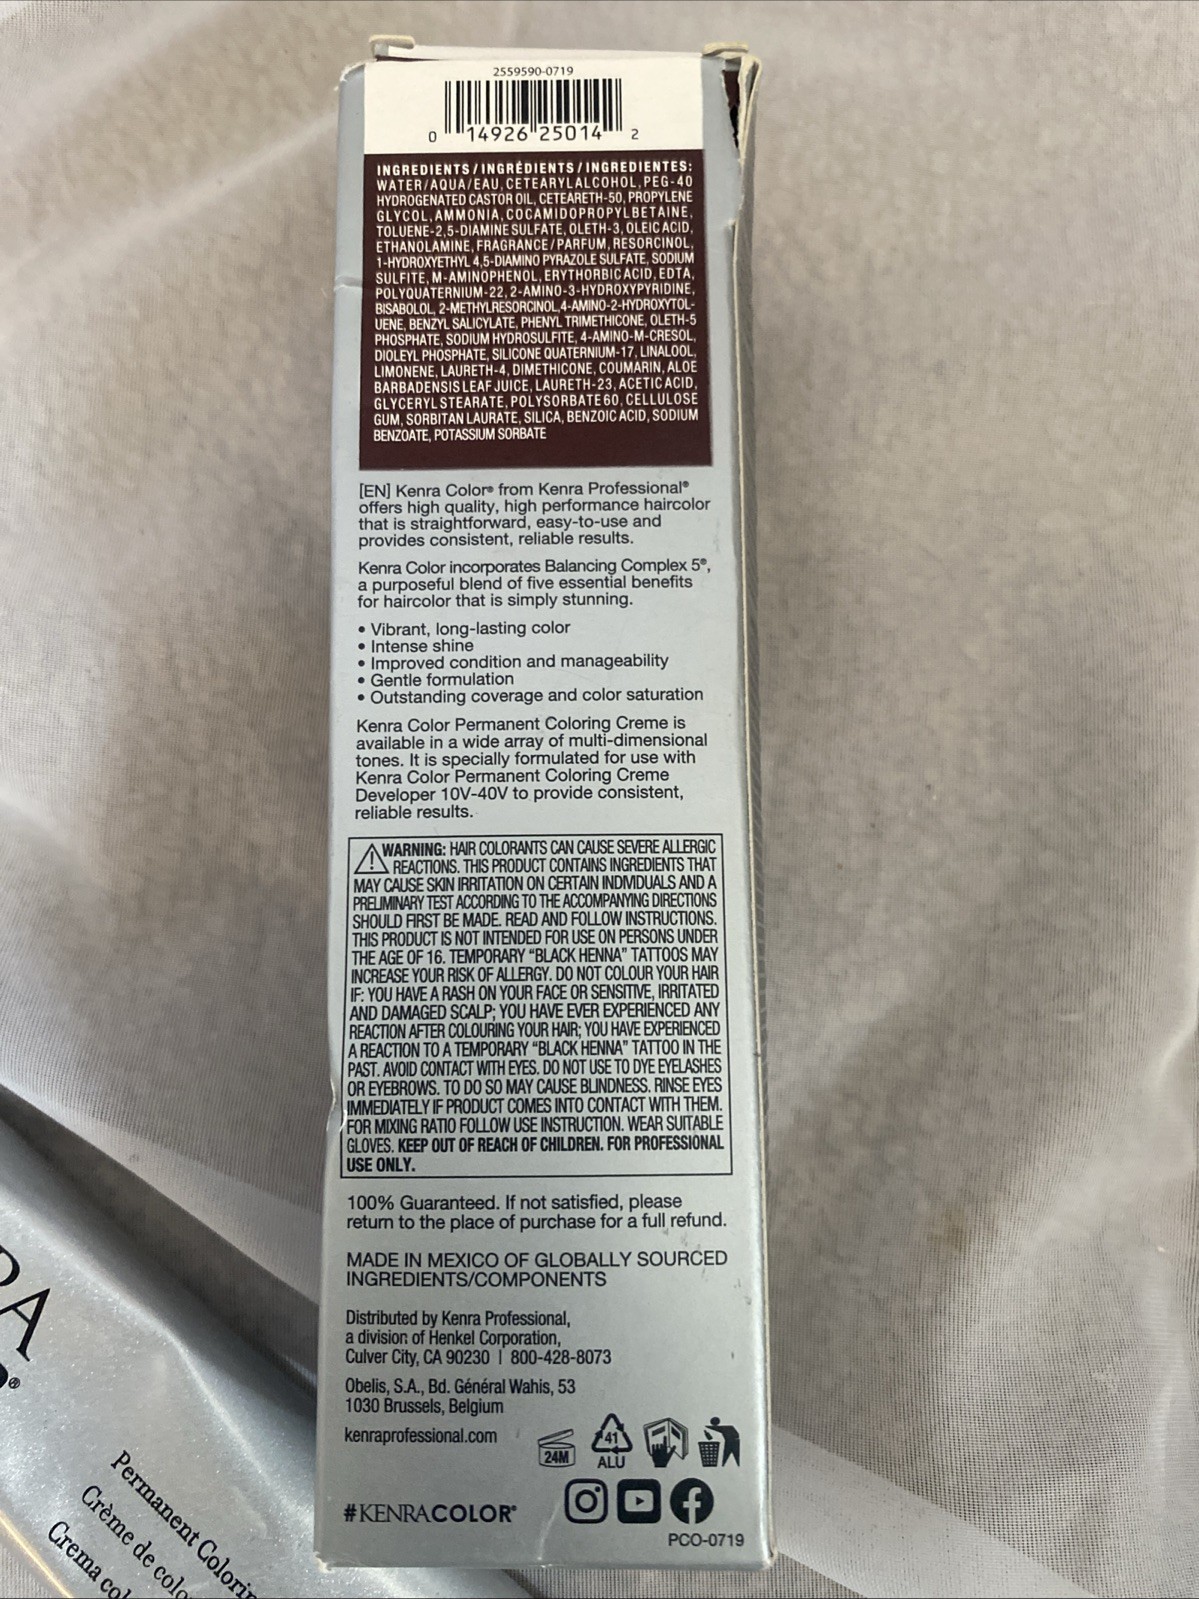 2559590-0719
0 14926 25014 2
INGREDIENTS / INGRÉDIENTS / INGREDIENTES:
WATER/AQUA/EAU, CETEARYL ALCOHOL, PEG-40
HYDROGENATED CASTOR OIL, CETEARETH-50, PROPYLENE
GLYCOL, AMMONIA, COCAMIDOPROPYL BETAINE,
TOLUENE-2,5-DIAMINE SULFATE, OLETH-3, OLEIC ACID,
ETHANOLAMINE, FRAGRANCE/PARFUM, RESORCINOL,
1-HYDROXYETHYL 4,5-DIAMINO PYRAZOLE SULFATE, SODIUM
SULFITE, M-AMINOPHENOL, ERYTHORBIC ACID, EDTA,
POLYQUATERNIUM-22, 2-AMINO-3-HYDROXYPYRIDINE,
BISABOLOL, 2-METHYLRESORCINOL, 4-AMINO-2-HYDROXYTOL-
UENE, BENZYL SALICYLATE, PHENYL TRIMETHICONE, OLETH-5
PHOSPHATE, SODIUM HYDROSULFITE, 4-AMINO-M-CRESOL,
DIOLEYL PHOSPHATE, SILICONE QUATERNIUM-17, LINALOOL,
LIMONENE, LAURETH-4, DIMETHICONE, COUMARIN, ALOE
BARBADENSIS LEAF JUICE, LAURETH-23, ACETIC ACID,
GLYCERYL STEARATE, POLYSORBATE 60, CELLULOSE
GUM, SORBITAN LAURATE, SILICA, BENZOIC ACID, SODIUM
BENZOATE, POTASSIUM SORBATE
[EN] Kenra Color® from Kenra Professional®
offers high quality, high performance haircolor
that is straightforward, easy-to-use and
provides consistent, reliable results.
Kenra Color incorporates Balancing Complex 5®,
a purposeful blend of five essential benefits
for haircolor that is simply stunning.
• Vibrant, long-lasting color
• Intense shine
• Improved condition and manageability
• Gentle formulation
• Outstanding coverage and color saturation
Kenra Color Permanent Coloring Creme is
available in a wide array of multi-dimensional
tones. It is specially formulated for use with
Kenra Color Permanent Coloring Creme
Developer 10V-40V to provide consistent,
reliable results.
WARNING: HAIR COLORANTS CAN CAUSE SEVERE ALLERGIC
REACTIONS. THIS PRODUCT CONTAINS INGREDIENTS THAT
MAY CAUSE SKIN IRRITATION ON CERTAIN INDIVIDUALS AND A
PRELIMINARY TEST ACCORDING TO THE ACCOMPANYING DIRECTIONS
SHOULD FIRST BE MADE. READ AND FOLLOW INSTRUCTIONS.
THIS PRODUCT IS NOT INTENDED FOR USE ON PERSONS UNDER
THE AGE OF 16. TEMPORARY “BLACK HENNA” TATTOOS MAY
INCREASE YOUR RISK OF ALLERGY. DO NOT COLOUR YOUR HAIR
IF: YOU HAVE A RASH ON YOUR FACE OR SENSITIVE, IRRITATED
AND DAMAGED SCALP; YOU HAVE EVER EXPERIENCED ANY
REACTION AFTER COLOURING YOUR HAIR; YOU HAVE EXPERIENCED
A REACTION TO A TEMPORARY “BLACK HENNA” TATTOO IN THE
PAST. AVOID CONTACT WITH EYES. DO NOT USE TO DYE EYELASHES
OR EYEBROWS. TO DO SO MAY CAUSE BLINDNESS. RINSE EYES
IMMEDIATELY IF PRODUCT COMES INTO CONTACT WITH THEM.
FOR MIXING RATIO FOLLOW USE INSTRUCTION. WEAR SUITABLE
GLOVES. KEEP OUT OF REACH OF CHILDREN. FOR PROFESSIONAL
USE ONLY.
100% Guaranteed. If not satisfied, please
return to the place of purchase for a full refund.
MADE IN MEXICO OF GLOBALLY SOURCED
INGREDIENTS/COMPONENTS
Distributed by Kenra Professional,
a division of Henkel Corporation,
Culver City, CA 90230 | 800-428-8073
Obelis, S.A., Bd. Général Wahis, 53
1030 Brussels, Belgium
kenraprofessional.com
24M
41
ALU
#KENRACOLOR®
PCO-0719
RA
®
Permanent Colorin
Crème de colo
Crema col